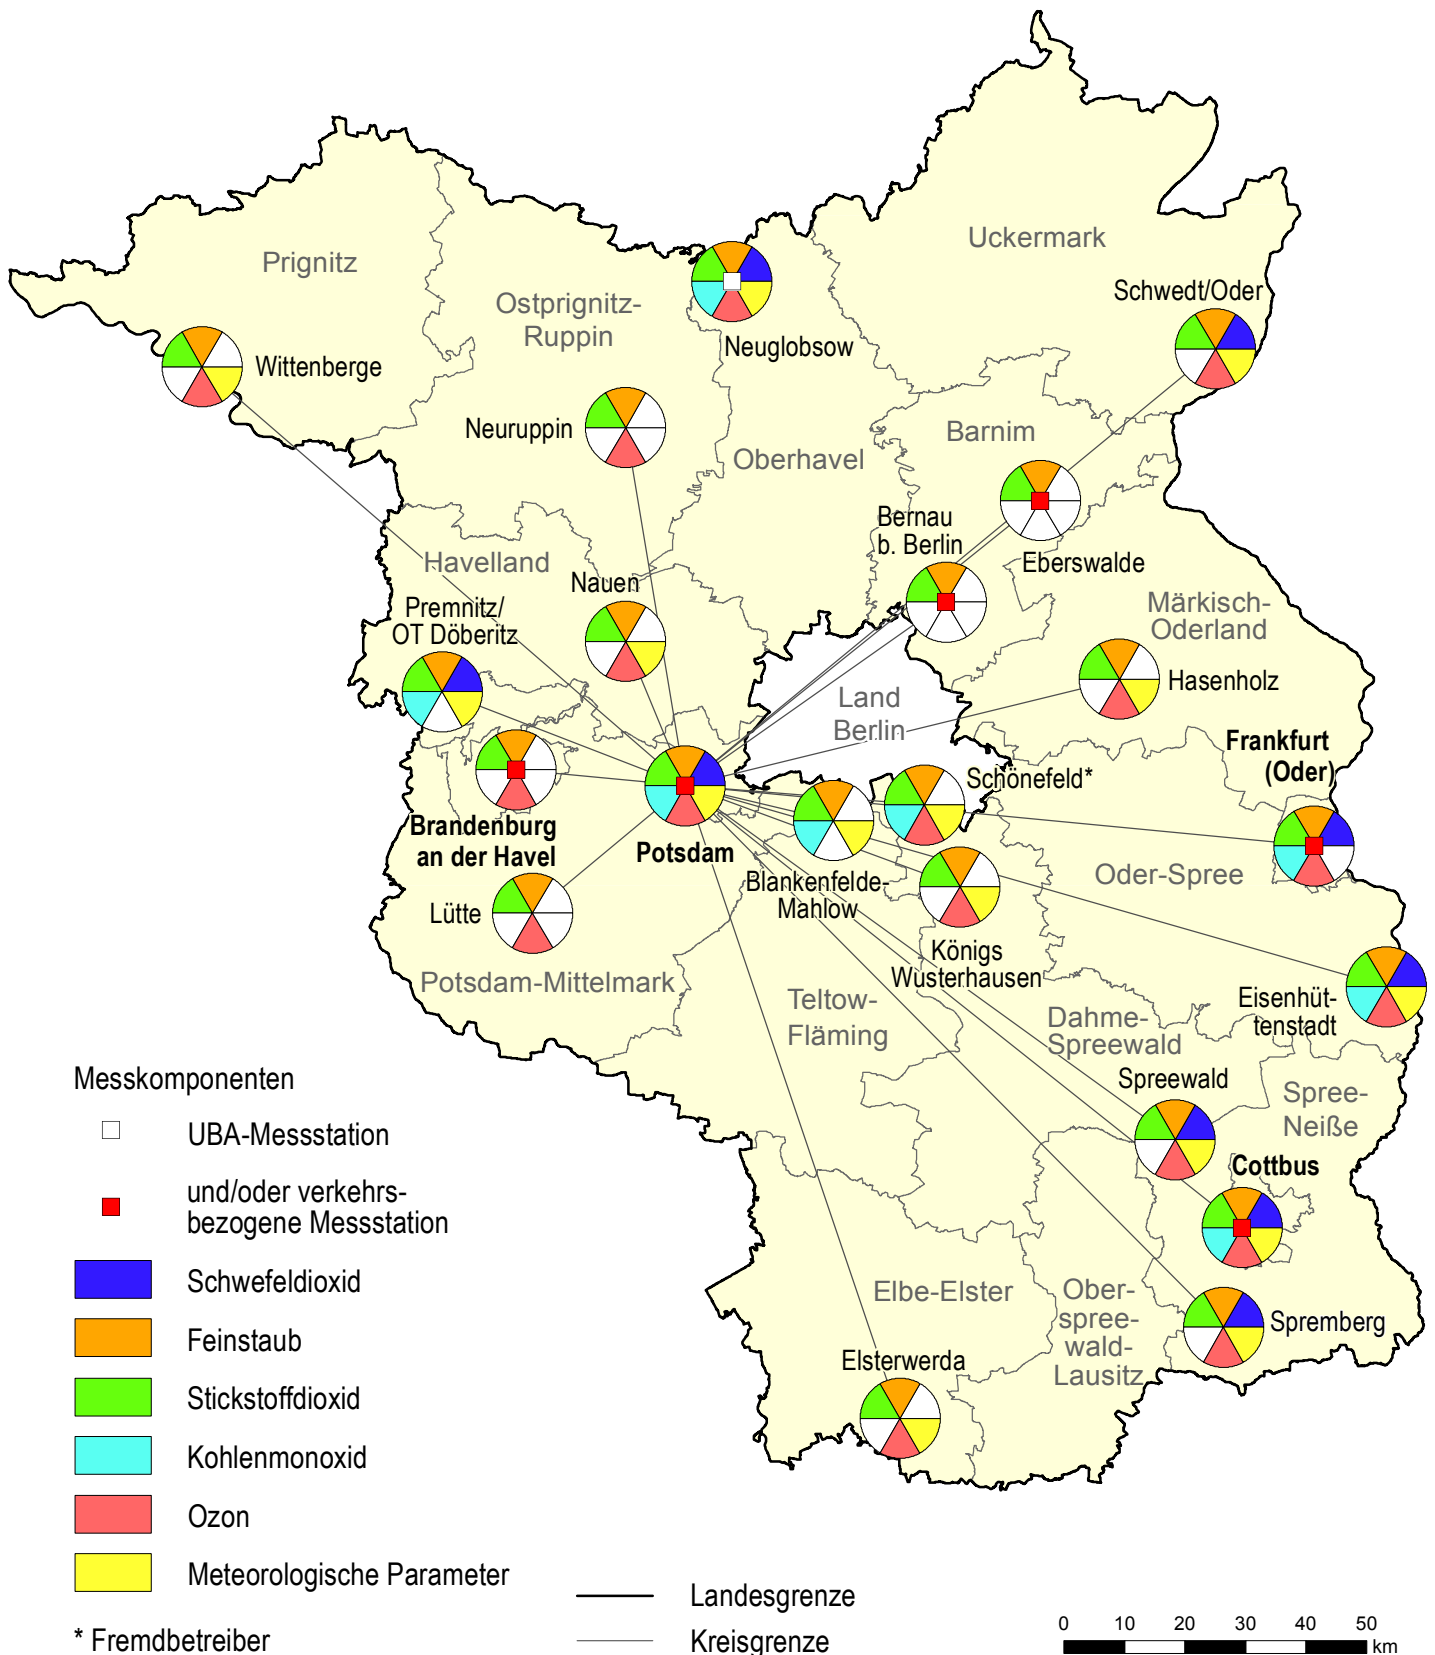 Uckermark
Prignitz
Schwedt/Oder
Ostprignitz-
Ruppin
Neuglobsow
Wittenberge
Neuruppin
Barnim
Oberhavel
Bernau
b. Berlin
Havelland
Eberswalde
Nauen
Premnitz/
OT Döberitz
Märkisch-
Oderland
Hasenholz
Land
Berlin
Frankfurt
(Oder)
Schönefeld*
Brandenburg
an der Havel
Potsdam
Blankenfelde-
Mahlow
Oder-Spree
Lütte
Königs
Wusterhausen
Potsdam-Mittelmark
Teltow-
Fläming
Eisenhüt-
tenstadt
Dahme-
Spreewald
Spreewald
Spree-
Neiße
Cottbus
Elbe-Elster
Ober-
spree-
wald-
Lausitz
Spremberg
Elsterwerda
Messkomponenten
UBA-Messstation
und/oder verkehrs-
bezogene Messstation
Schwefeldioxid
Feinstaub
Stickstoffdioxid
Kohlenmonoxid
Ozon
Meteorologische Parameter
* Fremdbetreiber
Landesgrenze
Kreisgrenze
0 10 20 30 40 50
km